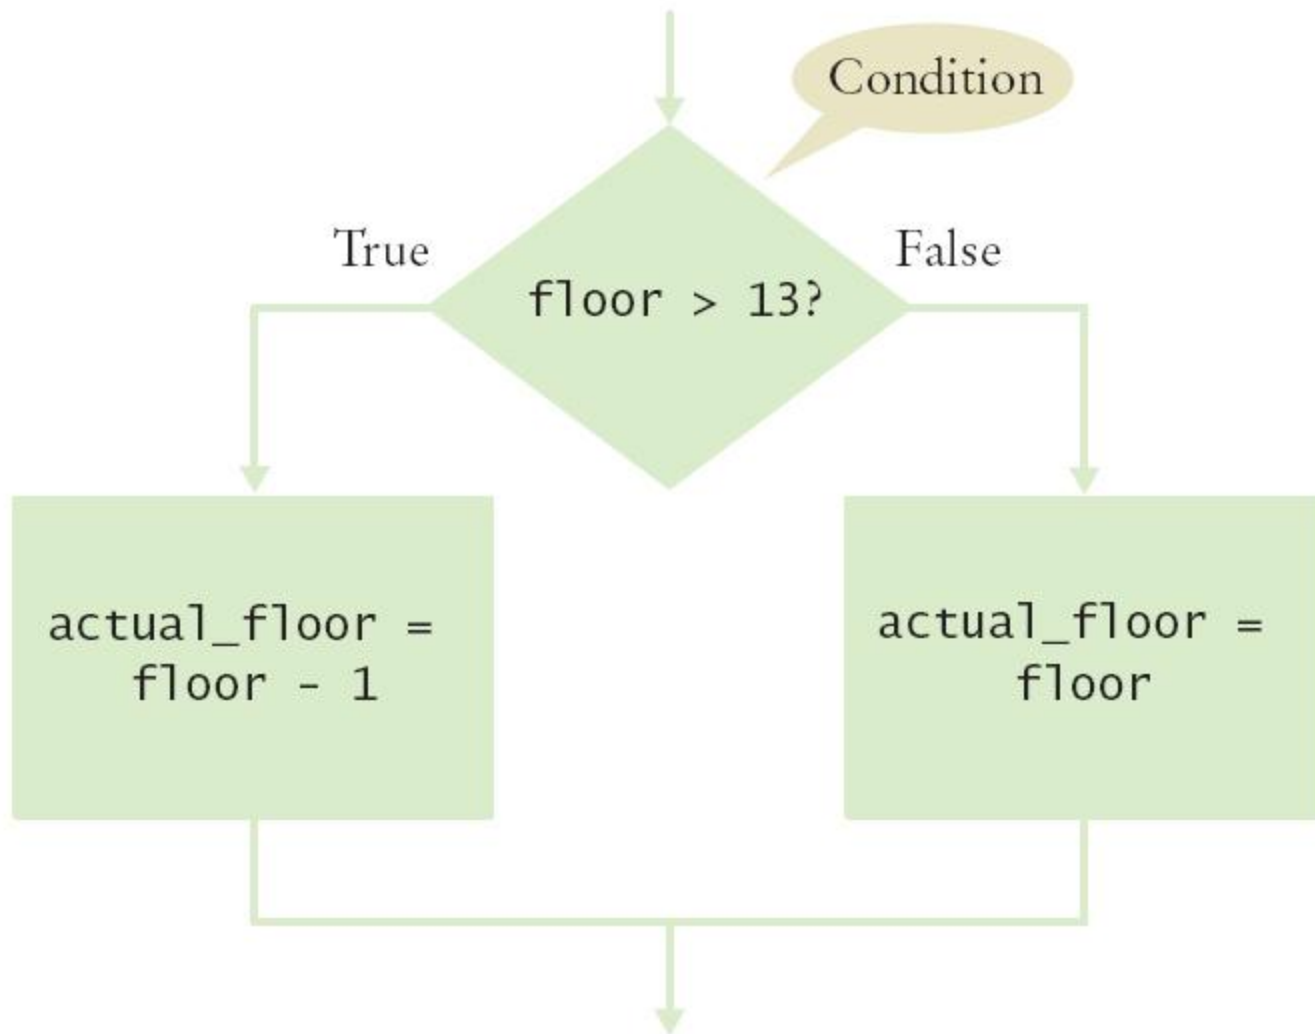 Condition
True
False
floor > 13?
actual_floor =
floor - 1
actual_floor =
floor